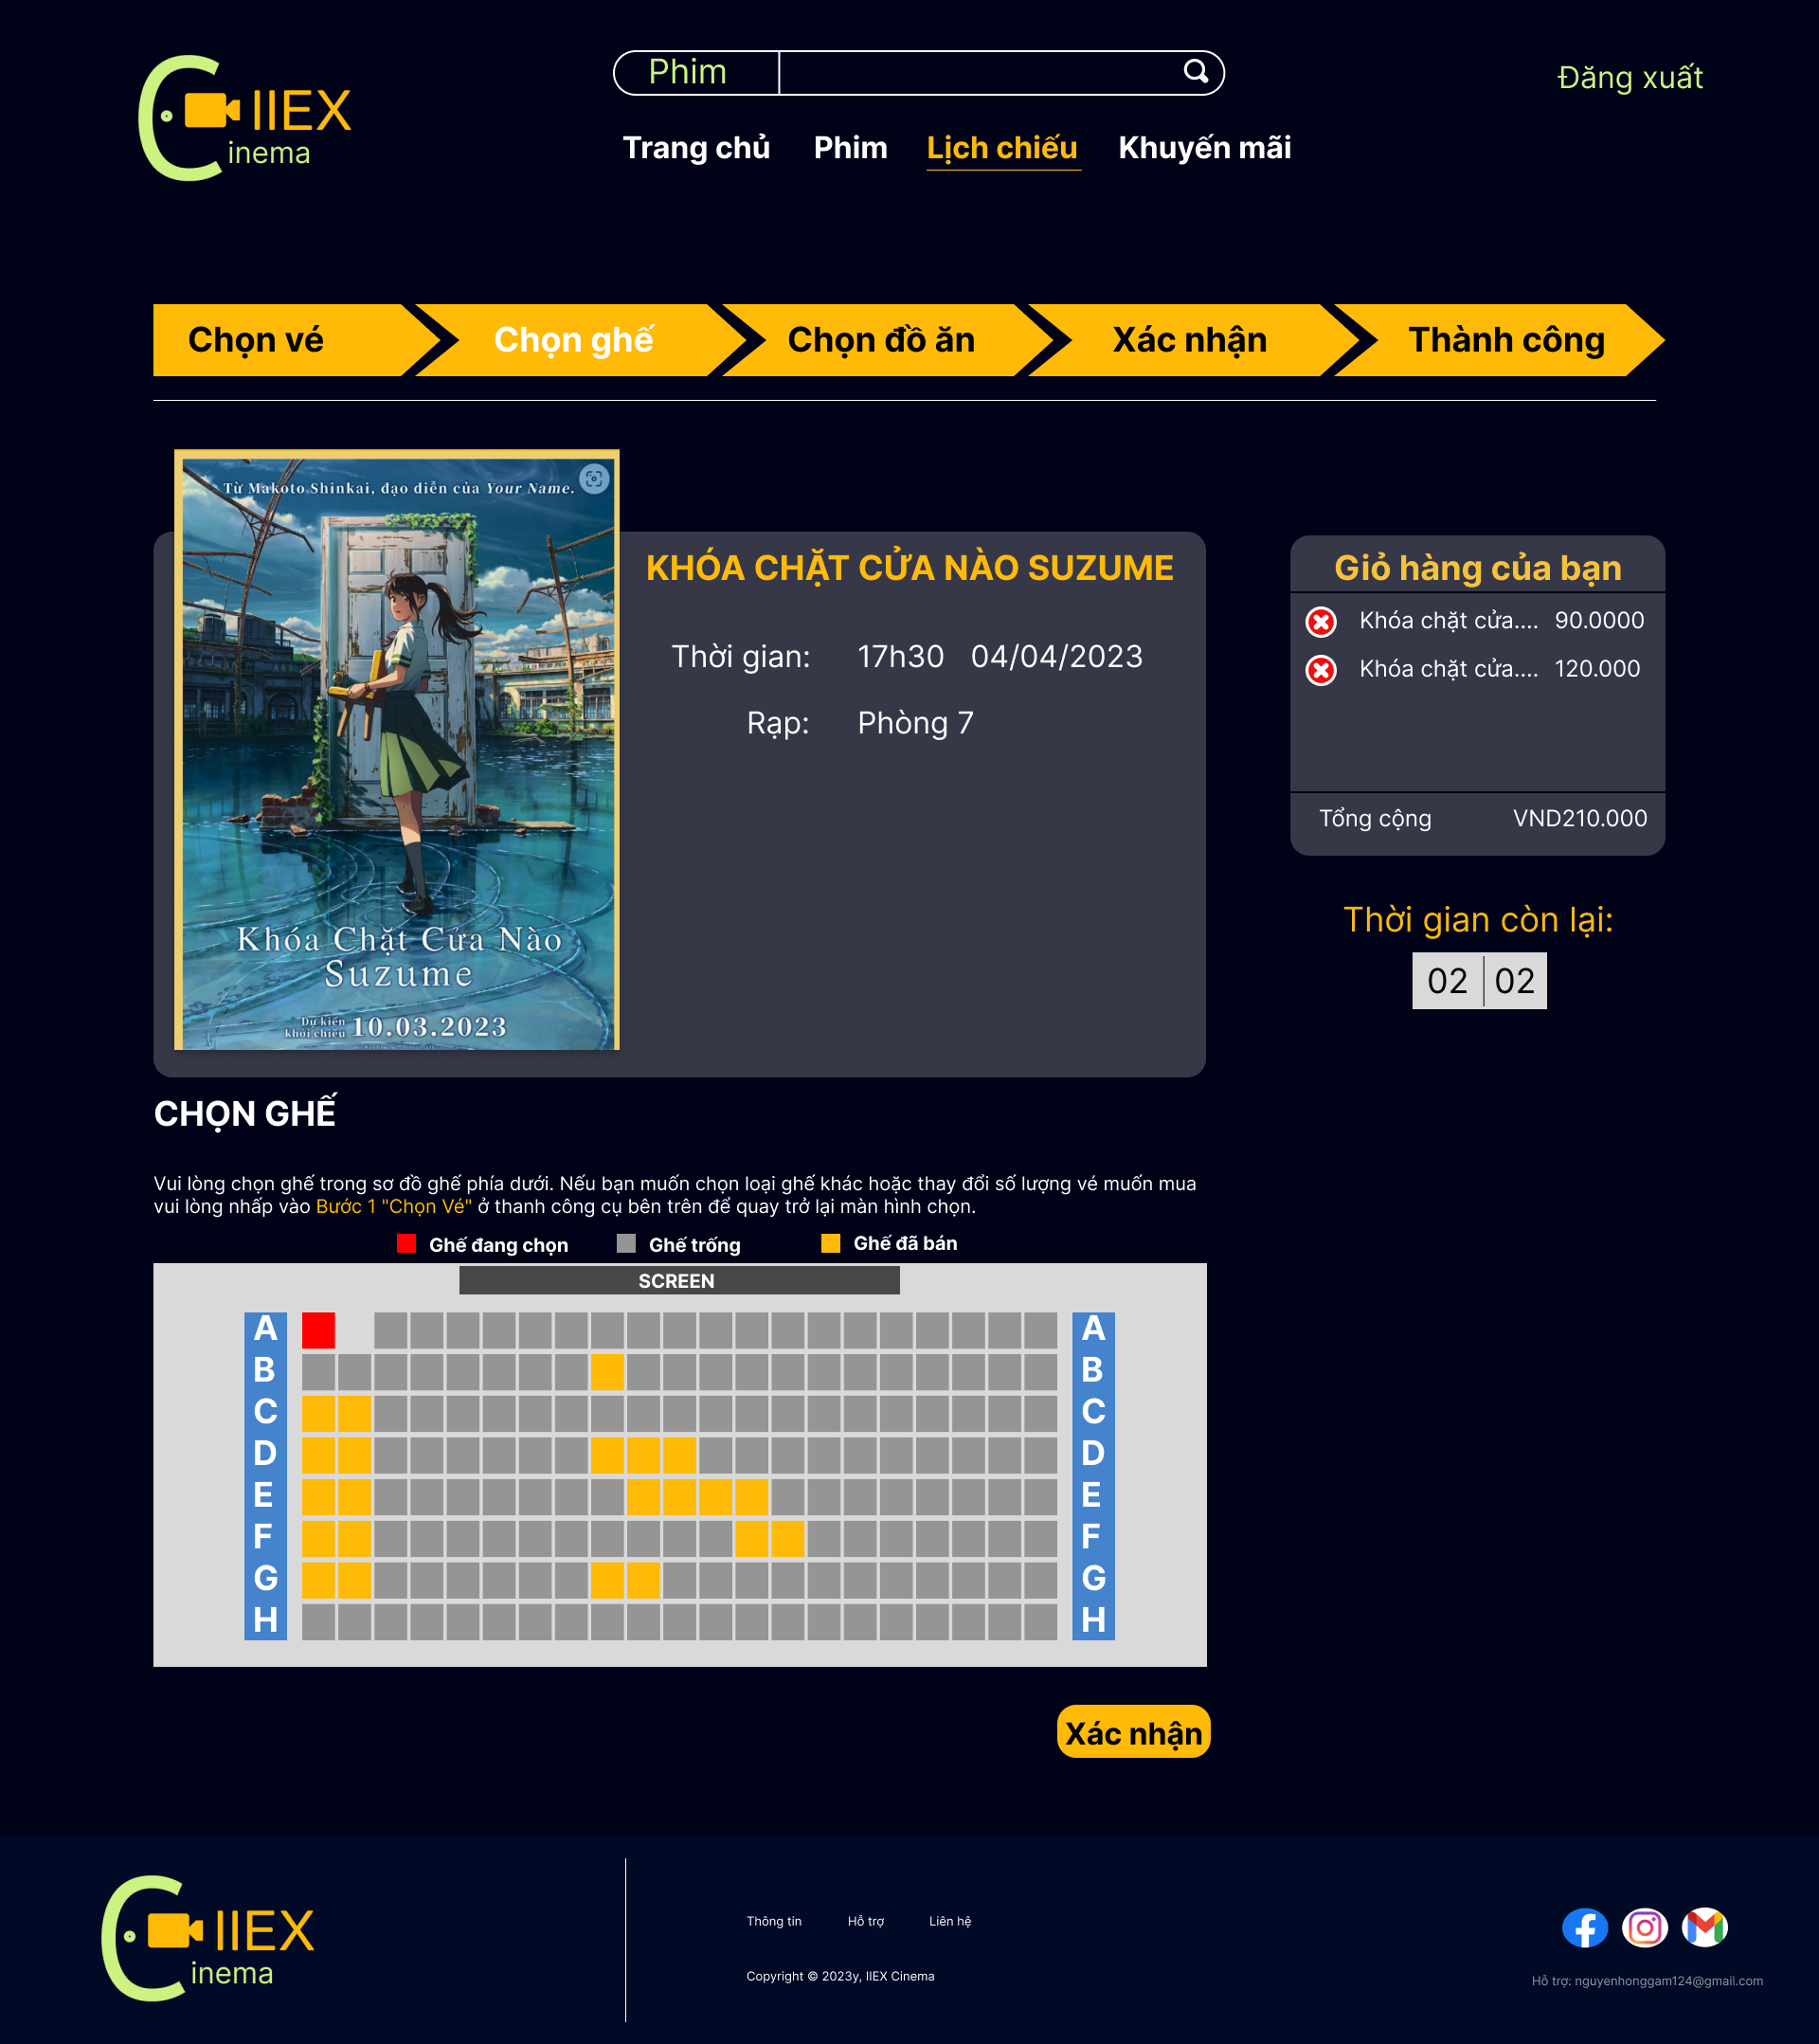 IIEX
inema
Phim
Đăng xuất
Trang chủ Phim Lịch chiếu Khuyến mãi
Chọn vé Chọn ghế Chọn đồ ăn Xác nhận Thành công
Từ Makoto Shinkai, đạo diễn của Your Name.
Khóa Chặt Cửa Nào
Suzume
Dự kiến
khởi chiếu 10.03.2023
KHÓA CHẶT CỬA NÀO SUZUME
Thời gian: 17h30 04/04/2023
Rạp: Phòng 7
Giỏ hàng của bạn
Khóa chặt cửa.... 90.0000
Khóa chặt cửa.... 120.000
Tổng cộng VND210.000
Thời gian còn lại:
02 02
CHỌN GHẾ
Vui lòng chọn ghế trong sơ đồ ghế phía dưới. Nếu bạn muốn chọn loại ghế khác hoặc thay đổi số lượng vé muốn mua
vui lòng nhấp vào Bước 1 "Chọn Vé" ở thanh công cụ bên trên để quay trở lại màn hình chọn.
Ghế đang chọn Ghế trống Ghế đã bán
SCREEN
A A
B B
C C
D D
E E
F F
G G
H H
Xác nhận
IIEX
inema
Thông tin Hỗ trợ Liên hệ
Copyright © 2023y, IIEX Cinema
Hỗ trợ: nguyenhonggam124@gmail.com